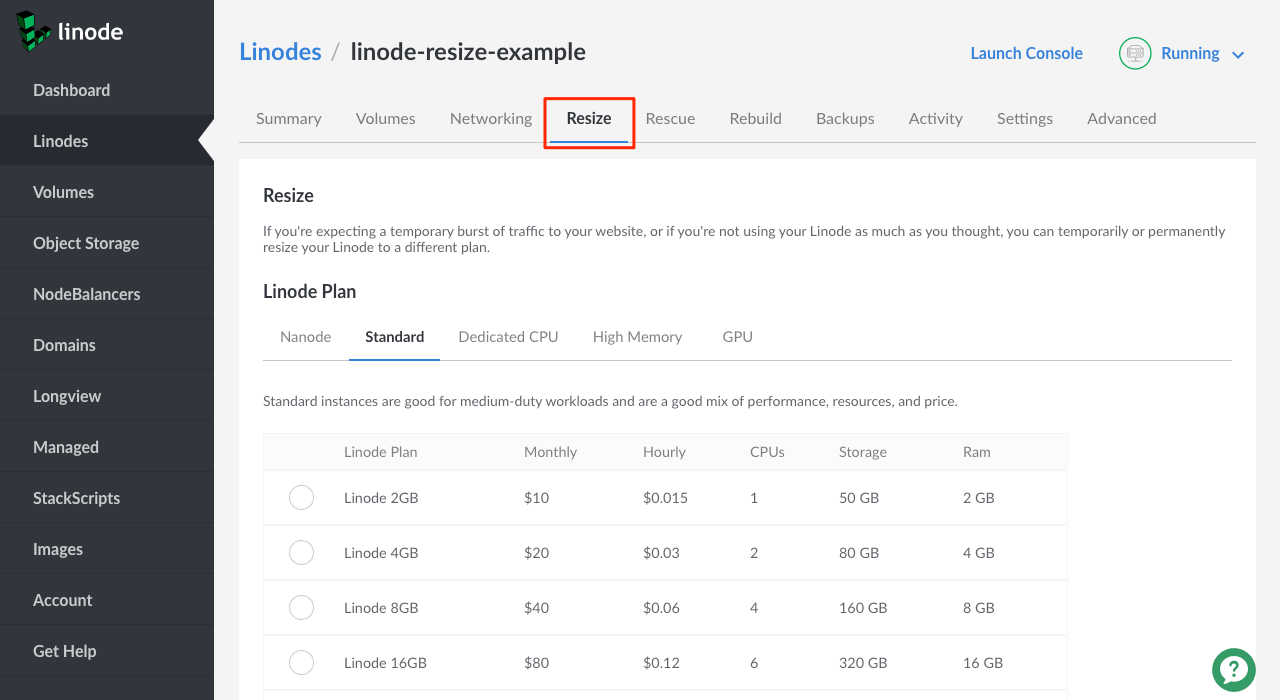 linode
Dashboard
Linodes
Volumes
Object Storage
NodeBalancers
Domains
Longview
Managed
StackScripts
Images
Account
Get Help
Linodes / linode-resize-example
Launch Console
Running
Summary Volumes Networking Resize Rescue Rebuild Backups Activity Settings Advanced
Resize
If you're expecting a temporary burst of traffic to your website, or if you're not using your Linode as much as you thought, you can temporarily or permanently
resize your Linode to a different plan.
Linode Plan
Nanode Standard Dedicated CPU High Memory GPU
Standard instances are good for medium-duty workloads and are a good mix of performance, resources, and price.
Linode Plan Monthly Hourly CPUs Storage Ram
Linode 2GB $10 $0.015 1 50 GB 2 GB
Linode 4GB $20 $0.03 2 80 GB 4 GB
Linode 8GB $40 $0.06 4 160 GB 8 GB
Linode 16GB $80 $0.12 6 320 GB 16 GB
?